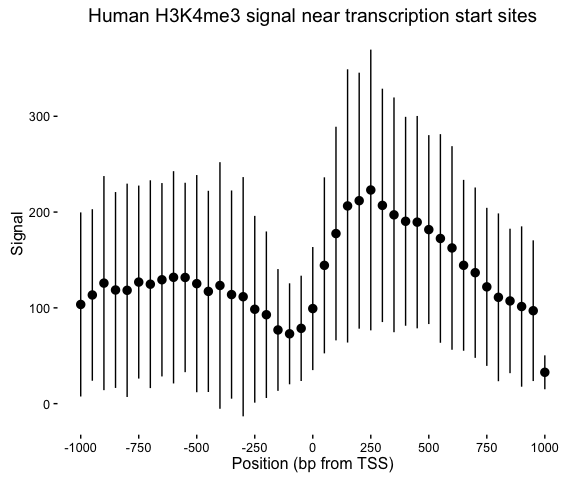 Human H3K4me3 signal near transcription start sites
Signal
300
200
100
0
-1000 -750 -500 -250 0 250 500 750 1000
Position (bp from TSS)